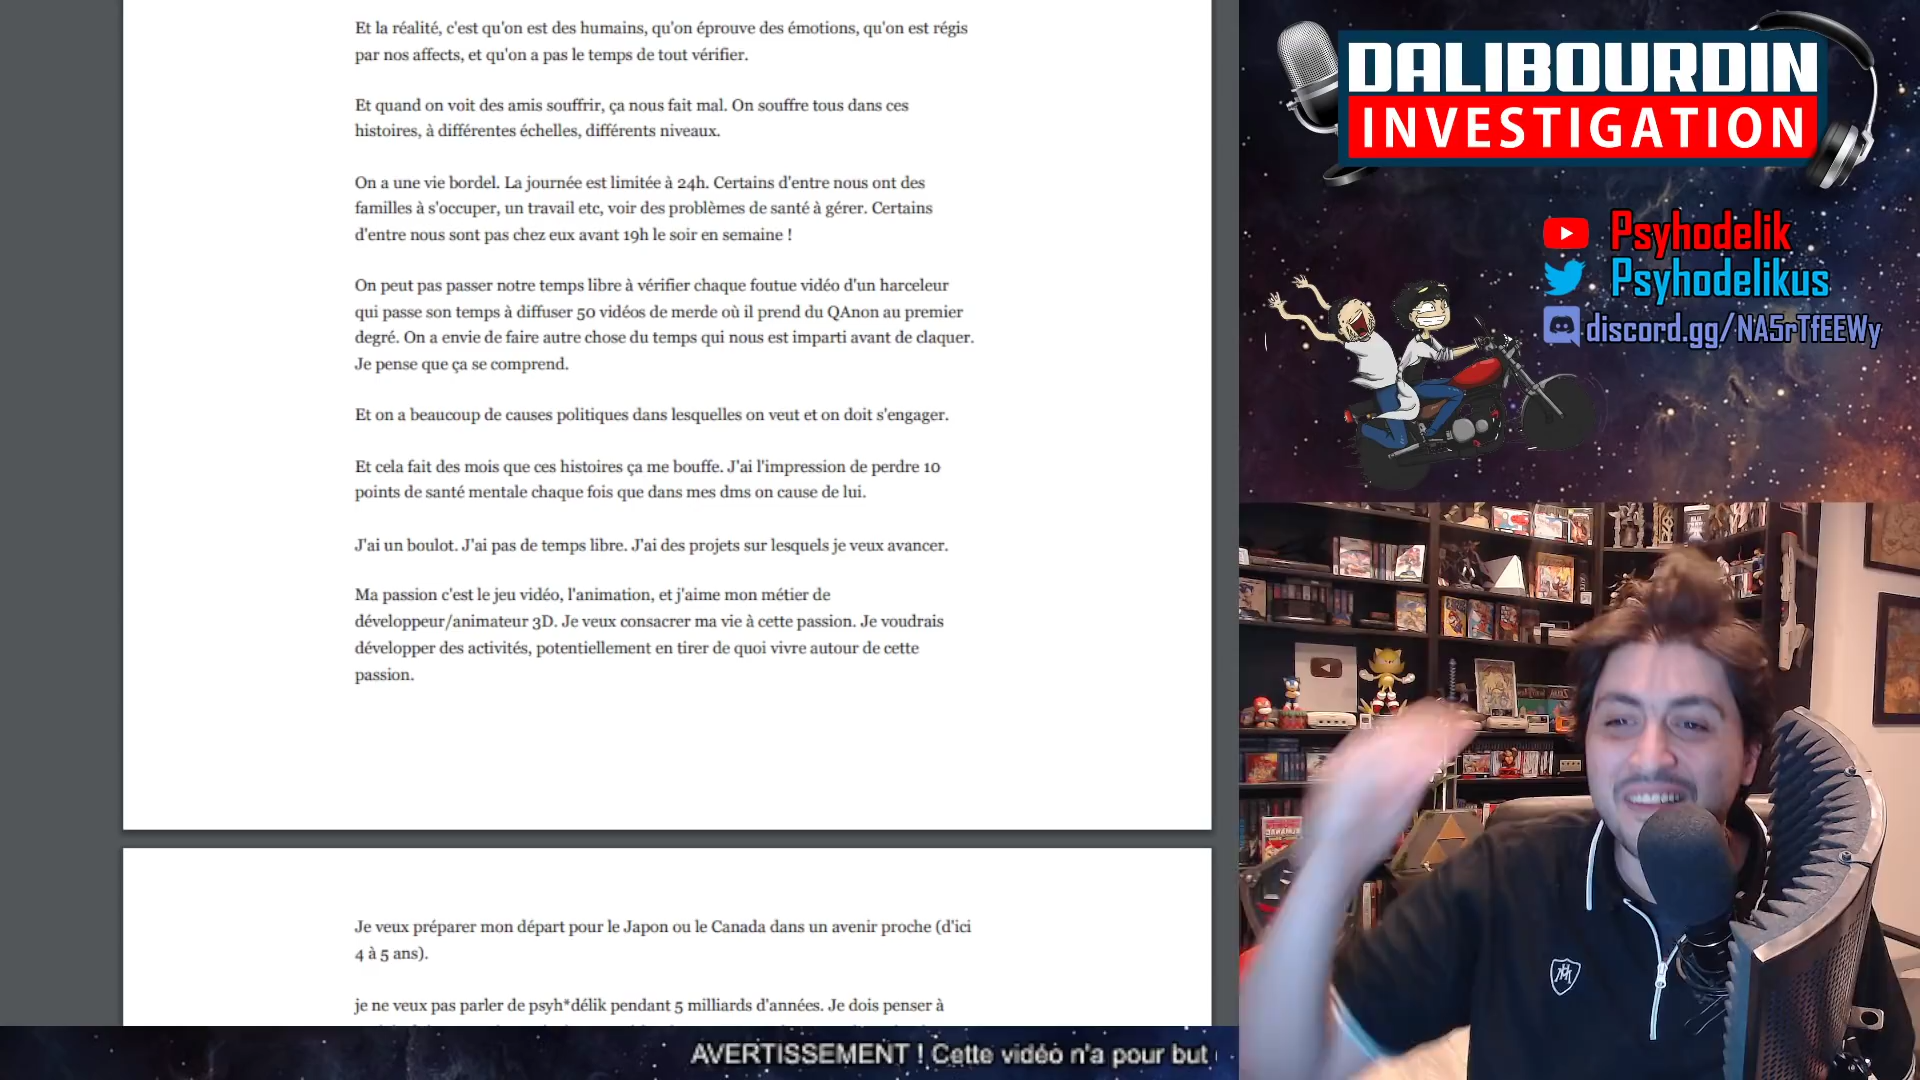 Et la réalité, c'est qu'on est des humains, qu'on éprouve des émotions, qu'on est régis
par nos affects, et qu'on a pas le temps de tout vérifier.
Et quand on voit des amis souffrir, ça nous fait mal. On souffre tous dans ces
histoires, à différentes échelles, différents niveaux.
On a une vie bordel. La journée est limitée à 24h. Certains d'entre nous ont des
familles à s'occuper, un travail etc, voir des problèmes de santé à gérer. Certains
d'entre nous sont pas chez eux avant 19h le soir en semaine !
On peut pas passer notre temps libre à vérifier chaque foutue vidéo d'un harceleur
qui passe son temps à diffuser 50 vidéos de merde où il prend du QAnon au premier
degré. On a envie de faire autre chose du temps qui nous est imparti avant de claquer.
Je pense que ça se comprend.
Et on a beaucoup de causes politiques dans lesquelles on veut et on doit s'engager.
Et cela fait des mois que ces histoires ça me bouffe. J'ai l'impression de perdre 10
points de santé mentale chaque fois que dans mes dms on cause de lui.
J'ai un boulot. J'ai pas de temps libre. J'ai des projets sur lesquels je veux avancer.
Ma passion c'est le jeu vidéo, l'animation, et j'aime mon métier de
développeur/animateur 3D. Je veux consacrer ma vie à cette passion. Je voudrais
développer des activités, potentiellement en tirer de quoi vivre autour de cette
passion.
Je veux préparer mon départ pour le Japon ou le Canada dans un avenir proche (d'ici
4 à 5 ans).
je ne veux pas parler de psyh*délik pendant 5 milliards d'années. Je dois penser à
AVERTISSEMENT ! Cette vidéo n'a pour but
DALIBOURDIN
INVESTIGATION
Psyhodelik
Psyhodelikus
discord.gg/NA5rTfEEWy